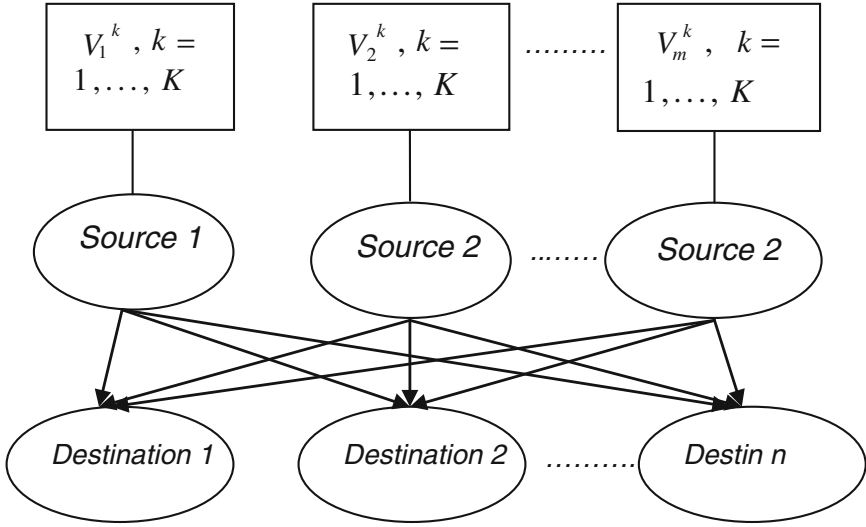 V₁ᵏ , k =
1,..., K
V₂ᵏ , k =
1,..., K
.........
Vₘᵏ , k =
1,..., K
Source 1
Source 2
........
Source 2
Destination 1
Destination 2
..........
Destin n